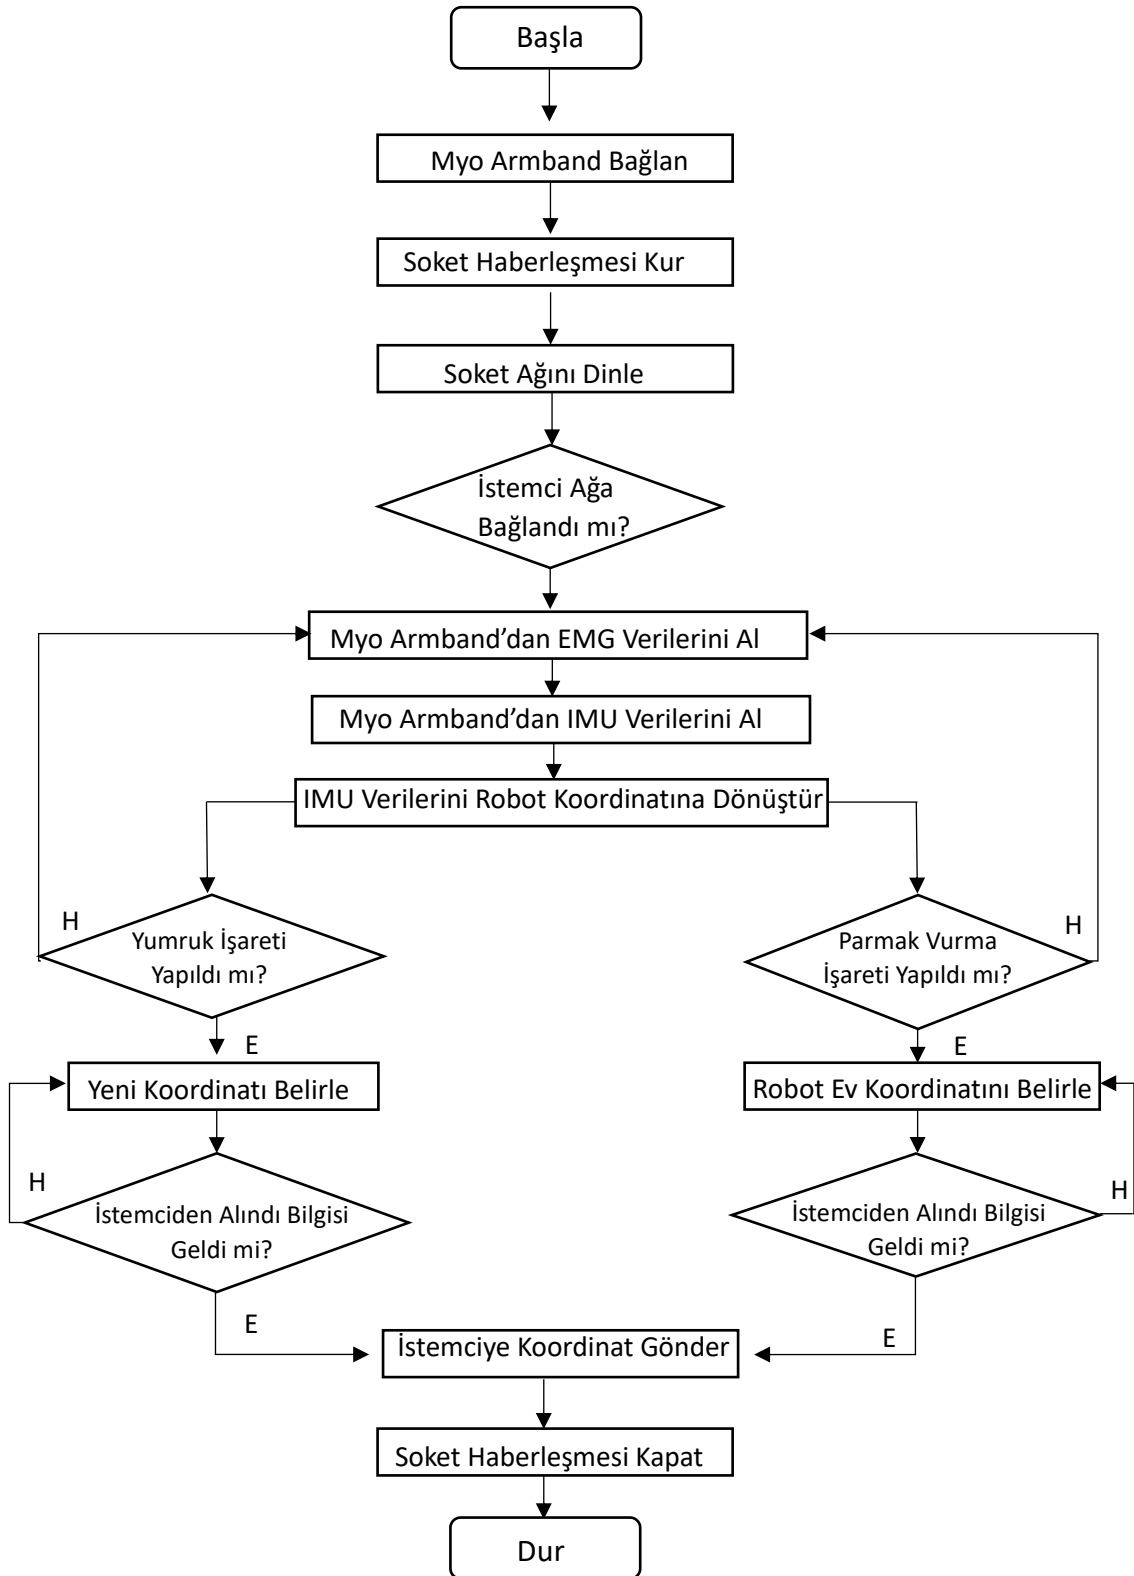 Başla
Myo Armband Bağlan
Soket Haberleşmesi Kur
Soket Ağını Dinle
İstemci Ağa
Bağlandı mı?
Myo Armband’dan EMG Verilerini Al
Myo Armband’dan IMU Verilerini Al
IMU Verilerini Robot Koordinatına Dönüştür
H
Yumruk İşareti
Yapıldı mı?
E
Parmak Vurma
İşareti Yapıldı mı?
H
E
Yeni Koordinatı Belirle
Robot Ev Koordinatını Belirle
H
İstemciden Alındı Bilgisi
Geldi mi?
E
İstemciden Alındı Bilgisi
Geldi mi?
H
E
İstemciye Koordinat Gönder
Soket Haberleşmesi Kapat
Dur